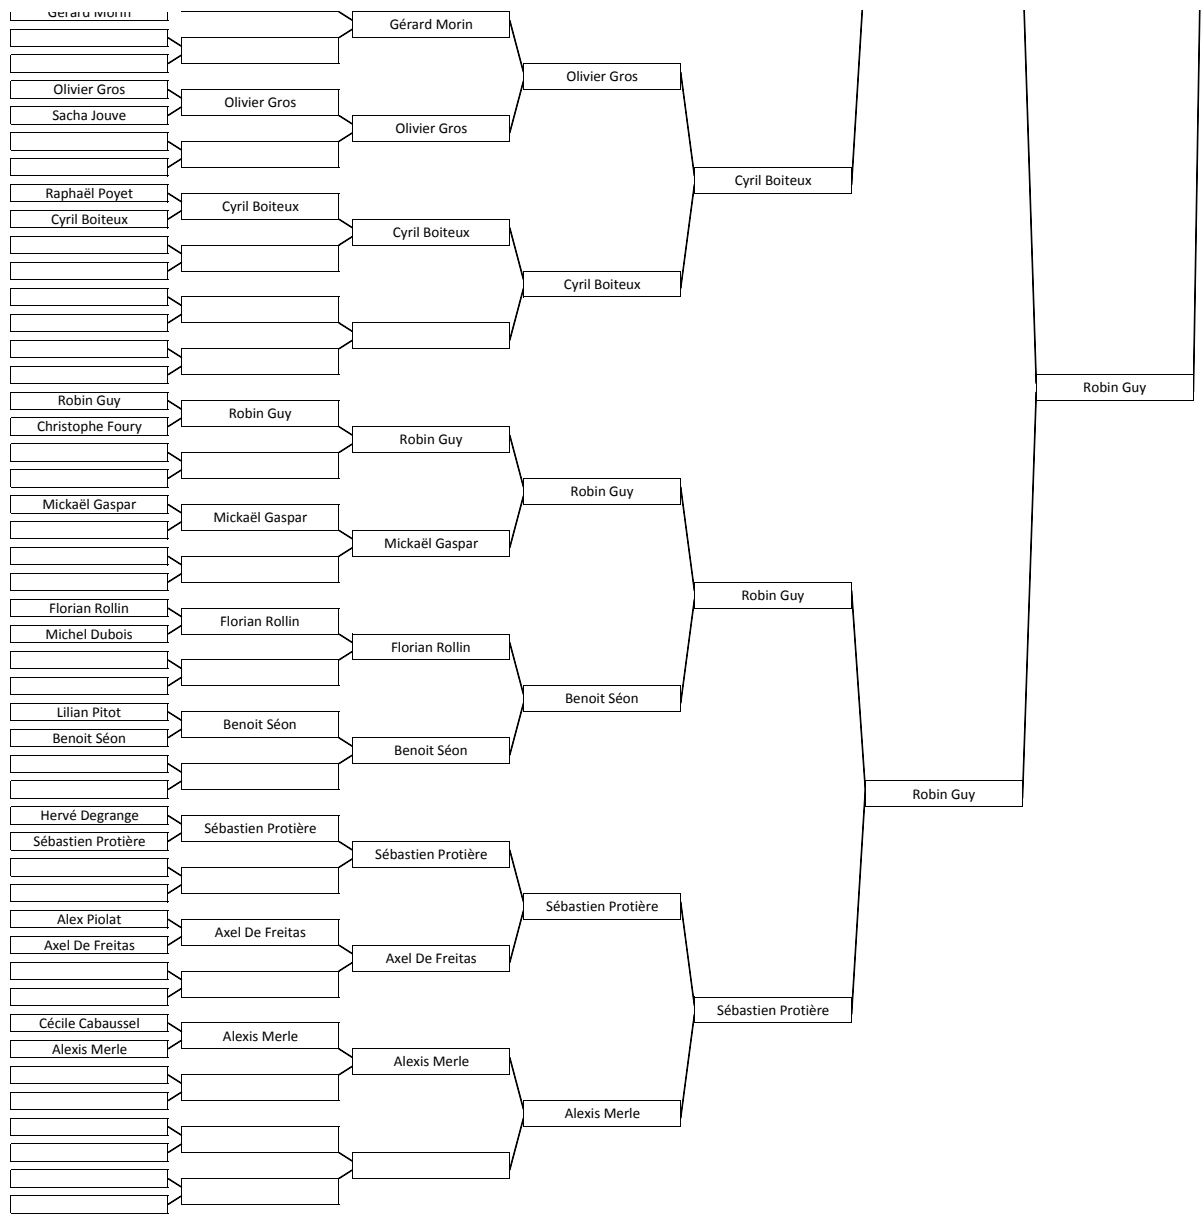 Gérard Morin
Gérard Morin
Olivier Gros
Olivier Gros
Sacha Jouve
Olivier Gros
Olivier Gros
Raphaël Poyet
Cyril Boiteux
Cyril Boiteux
Cyril Boiteux
Cyril Boiteux
Cyril Boiteux
Robin Guy
Robin Guy
Christophe Foury
Robin Guy
Robin Guy
Robin Guy
Mickaël Gaspar
Mickaël Gaspar
Mickaël Gaspar
Robin Guy
Florian Rollin
Florian Rollin
Michel Dubois
Florian Rollin
Benoit Séon
Lilian Pitot
Benoit Séon
Benoit Séon
Benoit Séon
Robin Guy
Hervé Degrange
Sébastien Protière
Sébastien Protière
Sébastien Protière
Sébastien Protière
Alex Piolat
Axel De Freitas
Axel De Freitas
Axel De Freitas
Sébastien Protière
Cécile Cabaussel
Alexis Merle
Alexis Merle
Alexis Merle
Alexis Merle